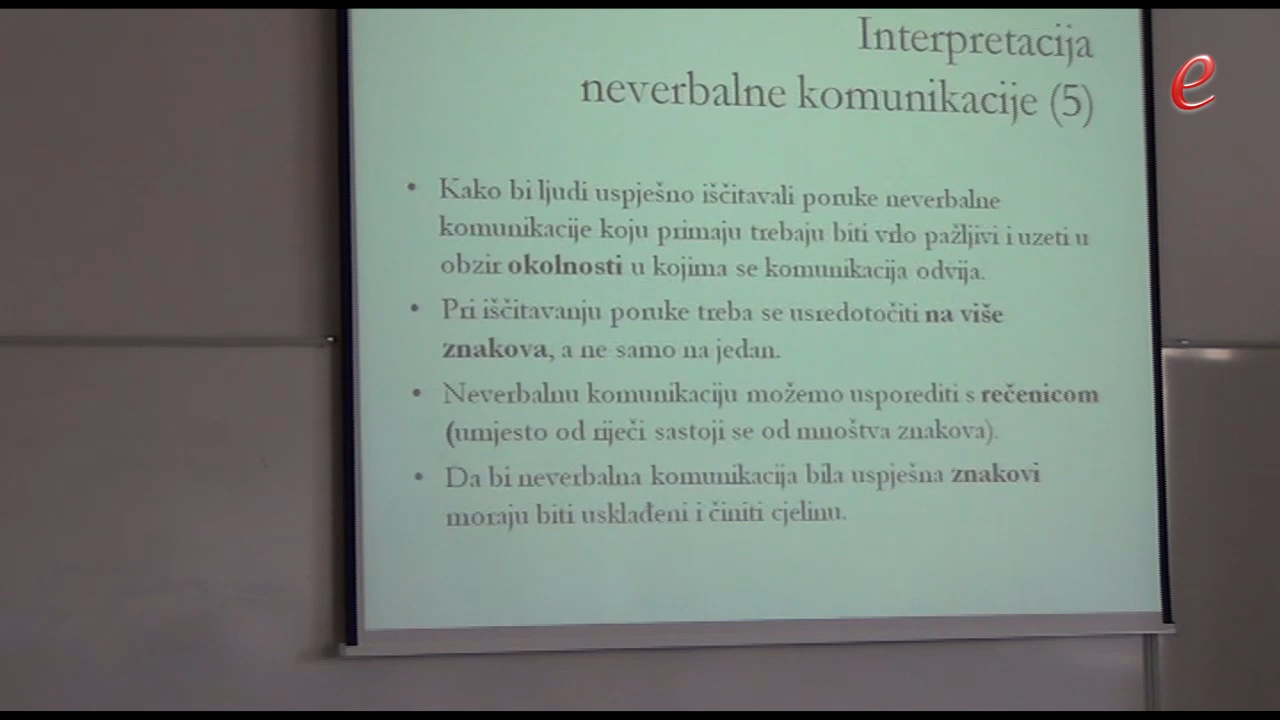 Interpretacija
neverbalne komunikacije (5)
e
• Kako bi ljudi uspješno iščitavali poruke neverbalne
komunikacije koju primaju trebaju biti vrlo pažljivi i uzeti u
obzir okolnosti u kojima se komunikacija odvija.
• Pri iščitavanju poruke treba se usredotočiti na više
znakova, a ne samo na jedan.
• Neverbalnu komunikaciju možemo usporediti s rečenicom
(umjesto od riječi sastoji se od mnoštva znakova).
• Da bi neverbalna komunikacija bila uspješna znakovi
moraju biti usklađeni i činiti cjelinu.